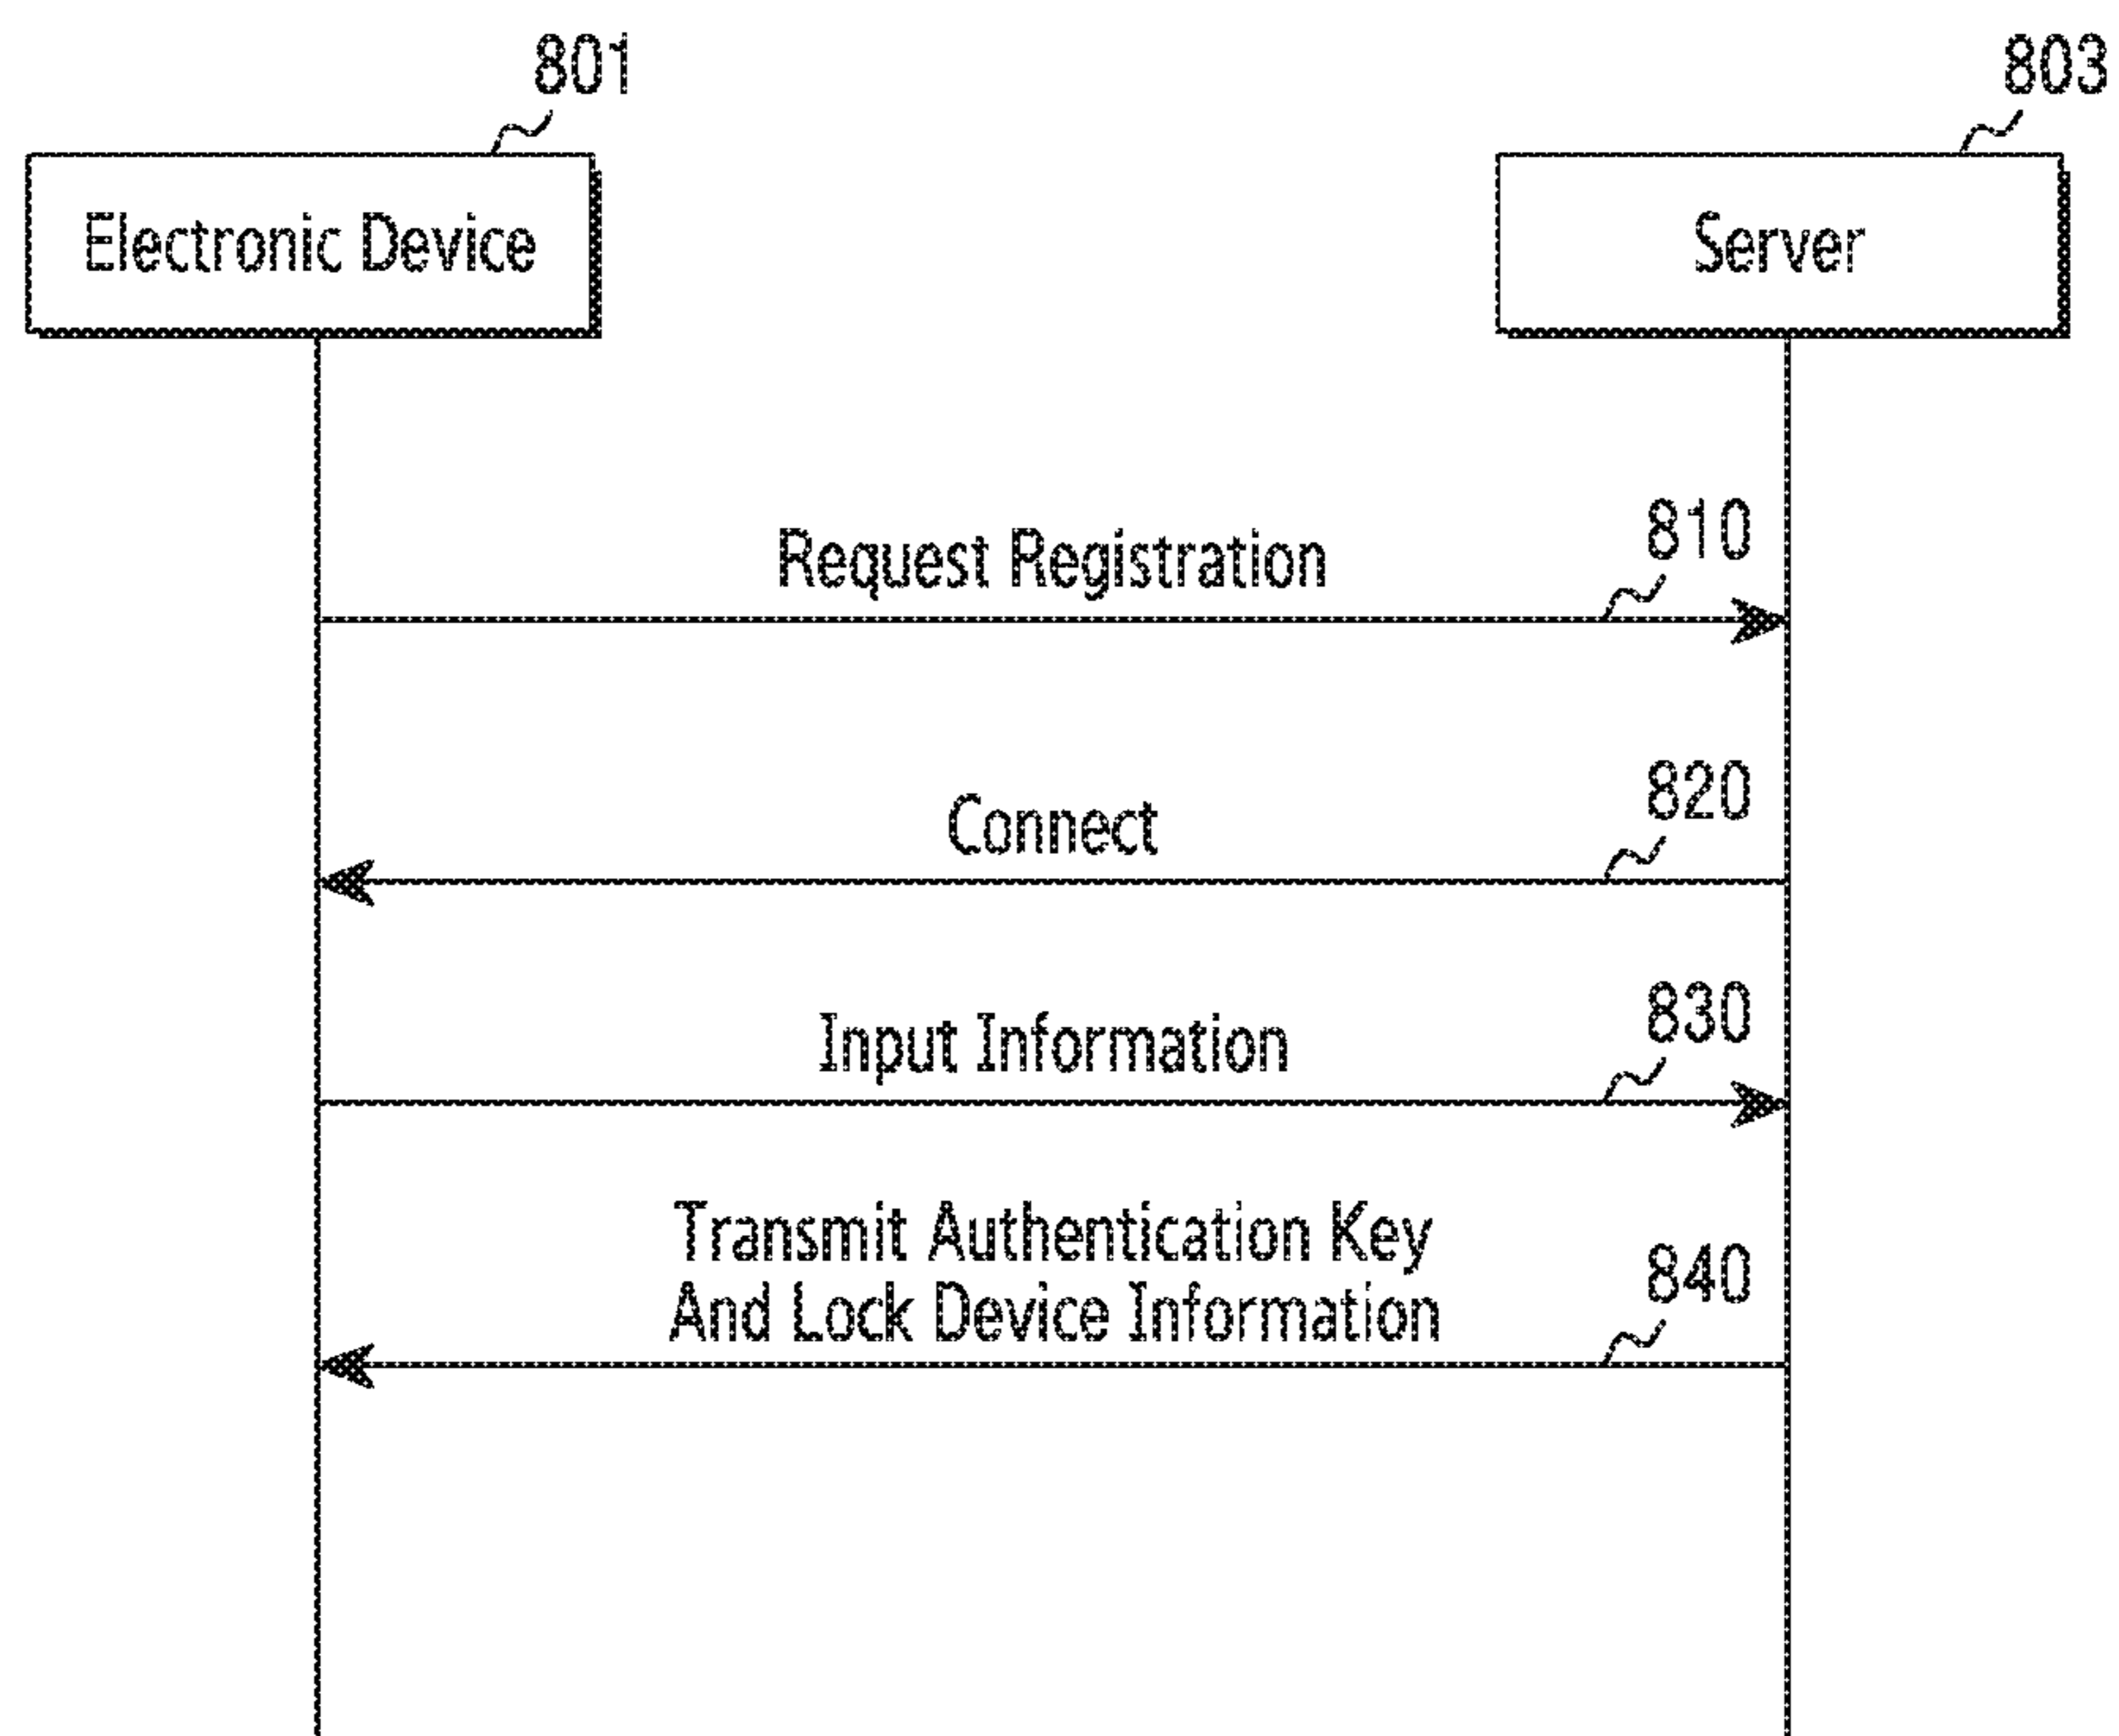 801
803
Electronic Device
Server
810
Request Registration
820
Connect
830
Input Information
Transmit Authentication Key
840
And Lock Device Information